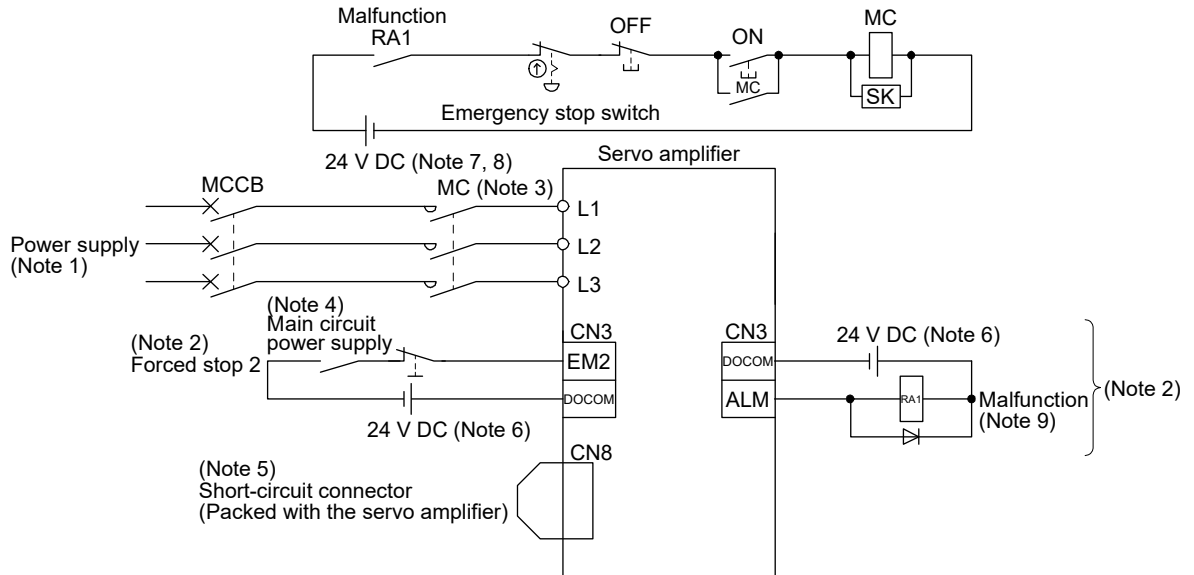 Malfunction
RA1
OFF
ON
MC
MC
SK
Emergency stop switch
24 V DC (Note 7, 8)
Servo amplifier
MCCB
MC (Note 3)
L1
Power supply
(Note 1)
L2
L3
(Note 4)
Main circuit
power supply
(Note 2)
Forced stop 2
CN3
EM2
DOCOM
24 V DC (Note 6)
CN3
DOCOM
ALM
24 V DC (Note 6)
RA1
Malfunction
(Note 9)
(Note 2)
CN8
(Note 5)
Short-circuit connector
(Packed with the servo amplifier)